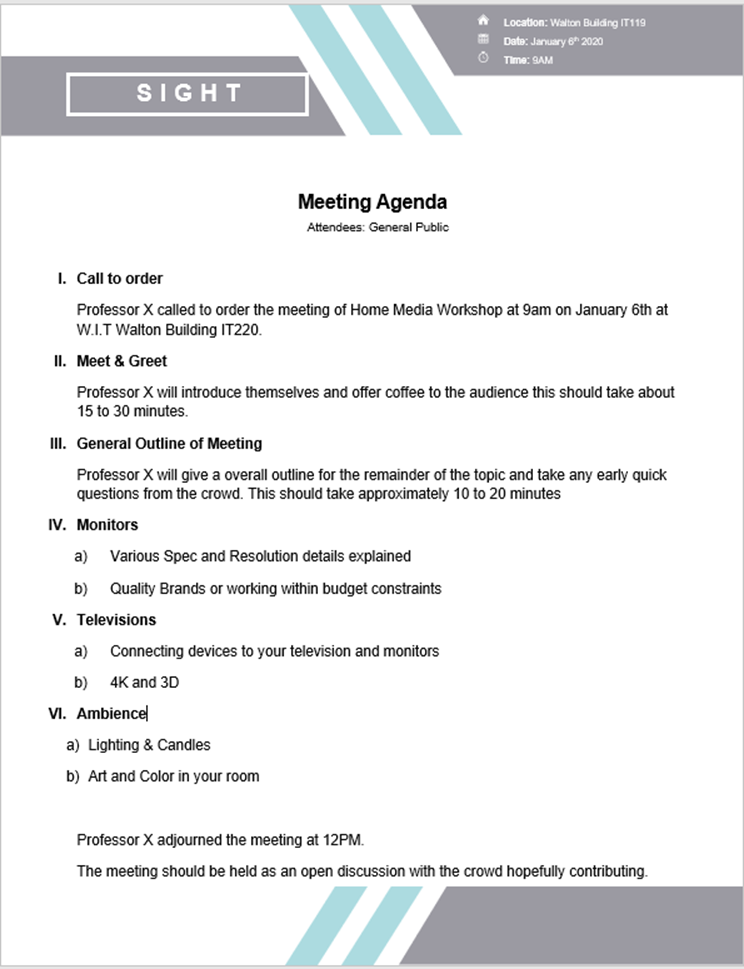 Location: Walton Building IT119
Date: January 6th 2020
Time: 9AM
SIGHT
Meeting Agenda
Attendees: General Public
I. Call to order
Professor X called to order the meeting of Home Media Workshop at 9am on January 6th at
W.I.T Walton Building IT220.
II. Meet & Greet
Professor X will introduce themselves and offer coffee to the audience this should take about
15 to 30 minutes.
III. General Outline of Meeting
Professor X will give a overall outline for the remainder of the topic and take any early quick
questions from the crowd. This should take approximately 10 to 20 minutes
IV. Monitors
a) Various Spec and Resolution details explained
b) Quality Brands or working within budget constraints
V. Televisions
a) Connecting devices to your television and monitors
b) 4K and 3D
VI. Ambience
a) Lighting & Candles
b) Art and Color in your room
Professor X adjourned the meeting at 12PM.
The meeting should be held as an open discussion with the crowd hopefully contributing.